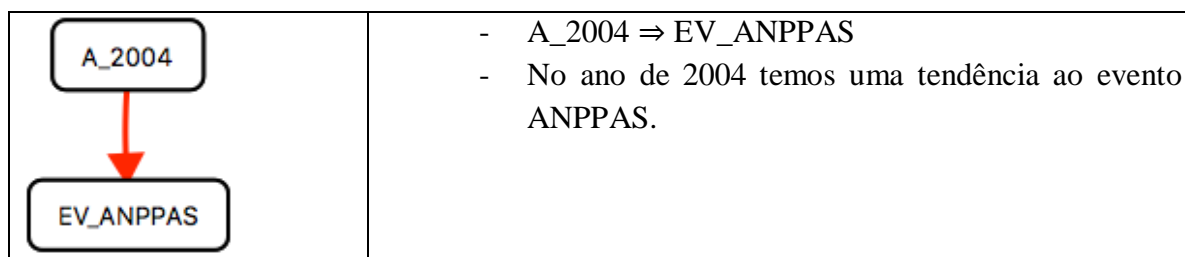 A_2004
EV_ANPPAS
- A_2004 ⇒ EV_ANPPAS
- No ano de 2004 temos uma tendência ao evento
ANPPAS.